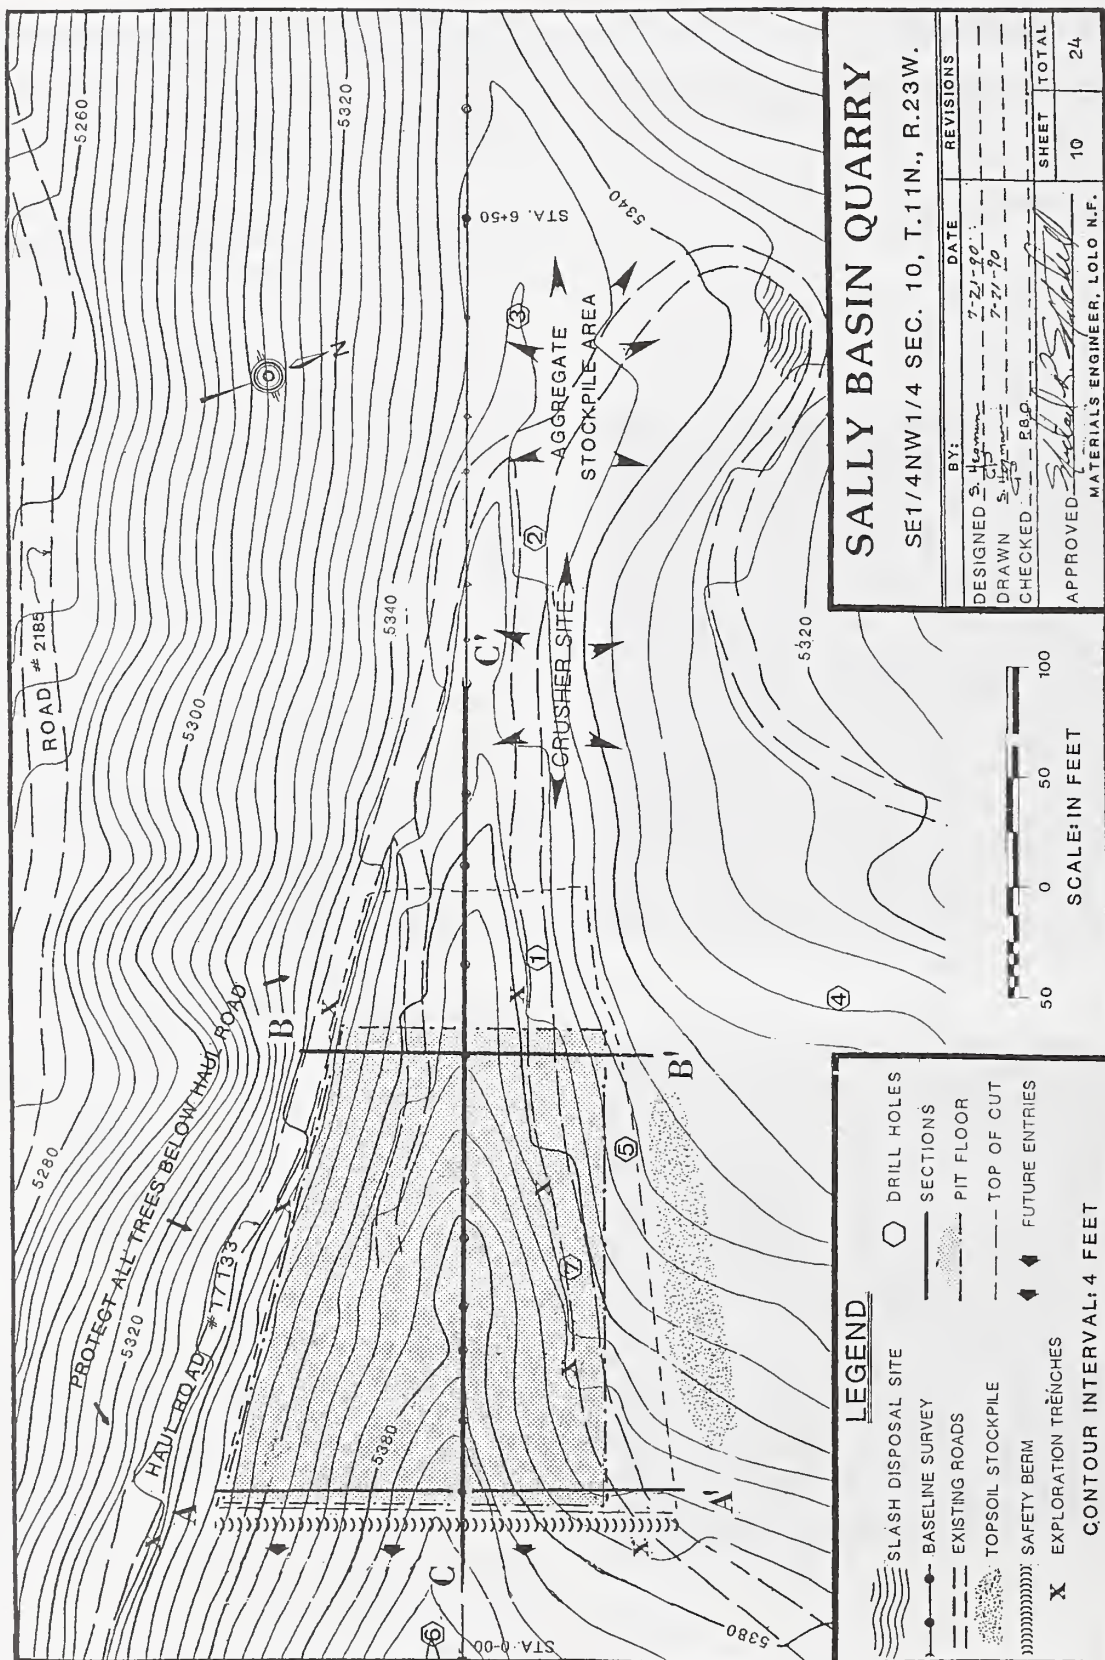 SALLY BASIN QUARRY
SE1/4NW1/4 SEC. 10, T.11N., R.23W.
BY:
DATE
REVISIONS
DESIGNED 7-21-90
DRAWN 7-21-90
CHECKED
APPROVED
MATERIALS ENGINEER, LOLO N.F.
SHEET
TOTAL
10
24
ROAD # 2185
5260
5320
5300
5280
PROTECT ALL TREES BELOW HAUL ROAD
5320
HAUL ROAD # 17133
N
A
B
C
5380
5340
C'
STA. 6+50
5340
AGGREGATE
STOCKPILE AREA
CRUSHER SITE
3
2
1
7
5
4
6
X
X
X
X
X
X
X
B'
A'
STA. 0-00
5380
5320
LEGEND
SLASH DISPOSAL SITE
BASELINE SURVEY
EXISTING ROADS
TOPSOIL STOCKPILE
SAFETY BERM
X EXPLORATION TRENCHES
DRILL HOLES
SECTIONS
PIT FLOOR
TOP OF CUT
FUTURE ENTRIES
CONTOUR INTERVAL: 4 FEET
50 0 50 100
SCALE: IN FEET